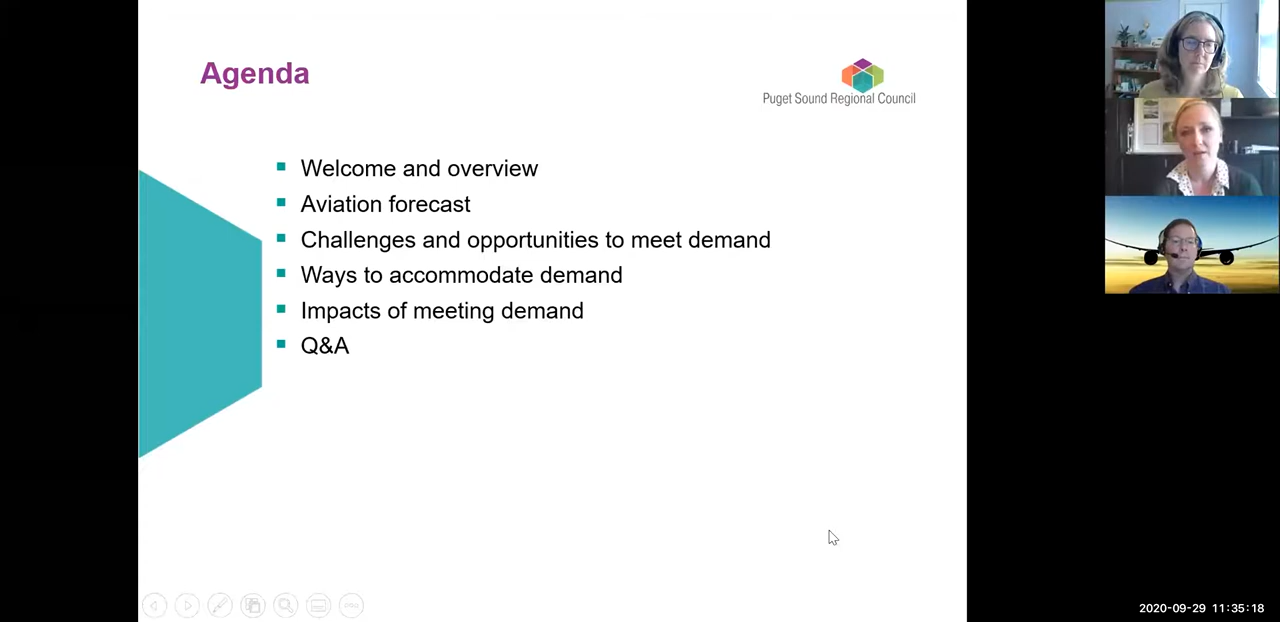 Agenda
Puget Sound Regional Council
Welcome and overview
Aviation forecast
Challenges and opportunities to meet demand
Ways to accommodate demand
Impacts of meeting demand
Q&A
2020-09-29 11:35:18